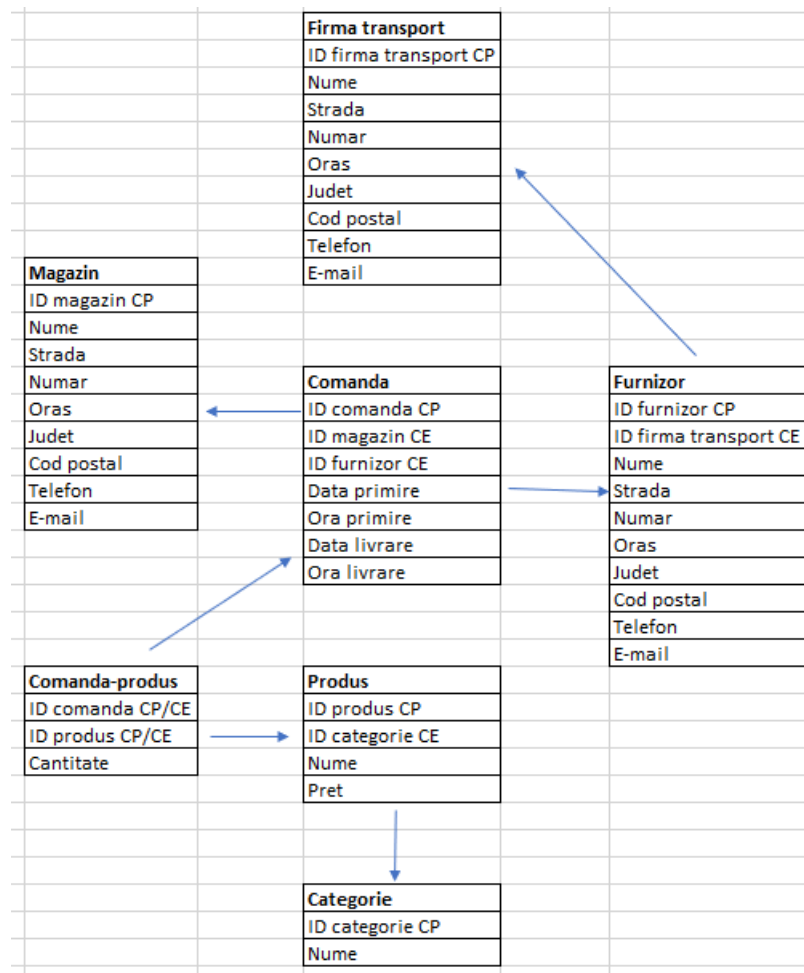 Firma transport
ID firma transport CP
Nume
Strada
Numar
Oras
Judet
Cod postal
Telefon
E-mail
Magazin
ID magazin CP
Nume
Strada
Numar
Oras
Judet
Cod postal
Telefon
E-mail
Comanda
ID comanda CP
ID magazin CE
ID furnizor CE
Data primire
Ora primire
Data livrare
Ora livrare
Furnizor
ID furnizor CP
ID firma transport CE
Nume
Strada
Numar
Oras
Judet
Cod postal
Telefon
E-mail
Comanda-produs
ID comanda CP/CE
ID produs CP/CE
Cantitate
Produs
ID produs CP
ID categorie CE
Nume
Pret
Categorie
ID categorie CP
Nume